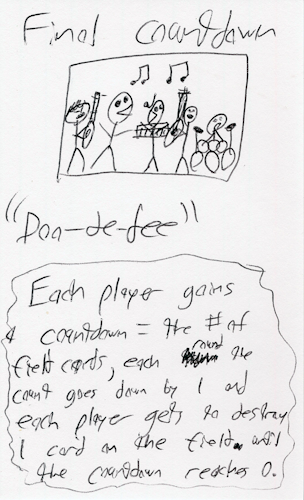 Final Countdown
"Doo-de-fee"
Each player gains
a countdown = the # of
field cards, each round the
count goes down by 1 and
each player gets to destroy
1 card on the field until
the countdown reaches 0.